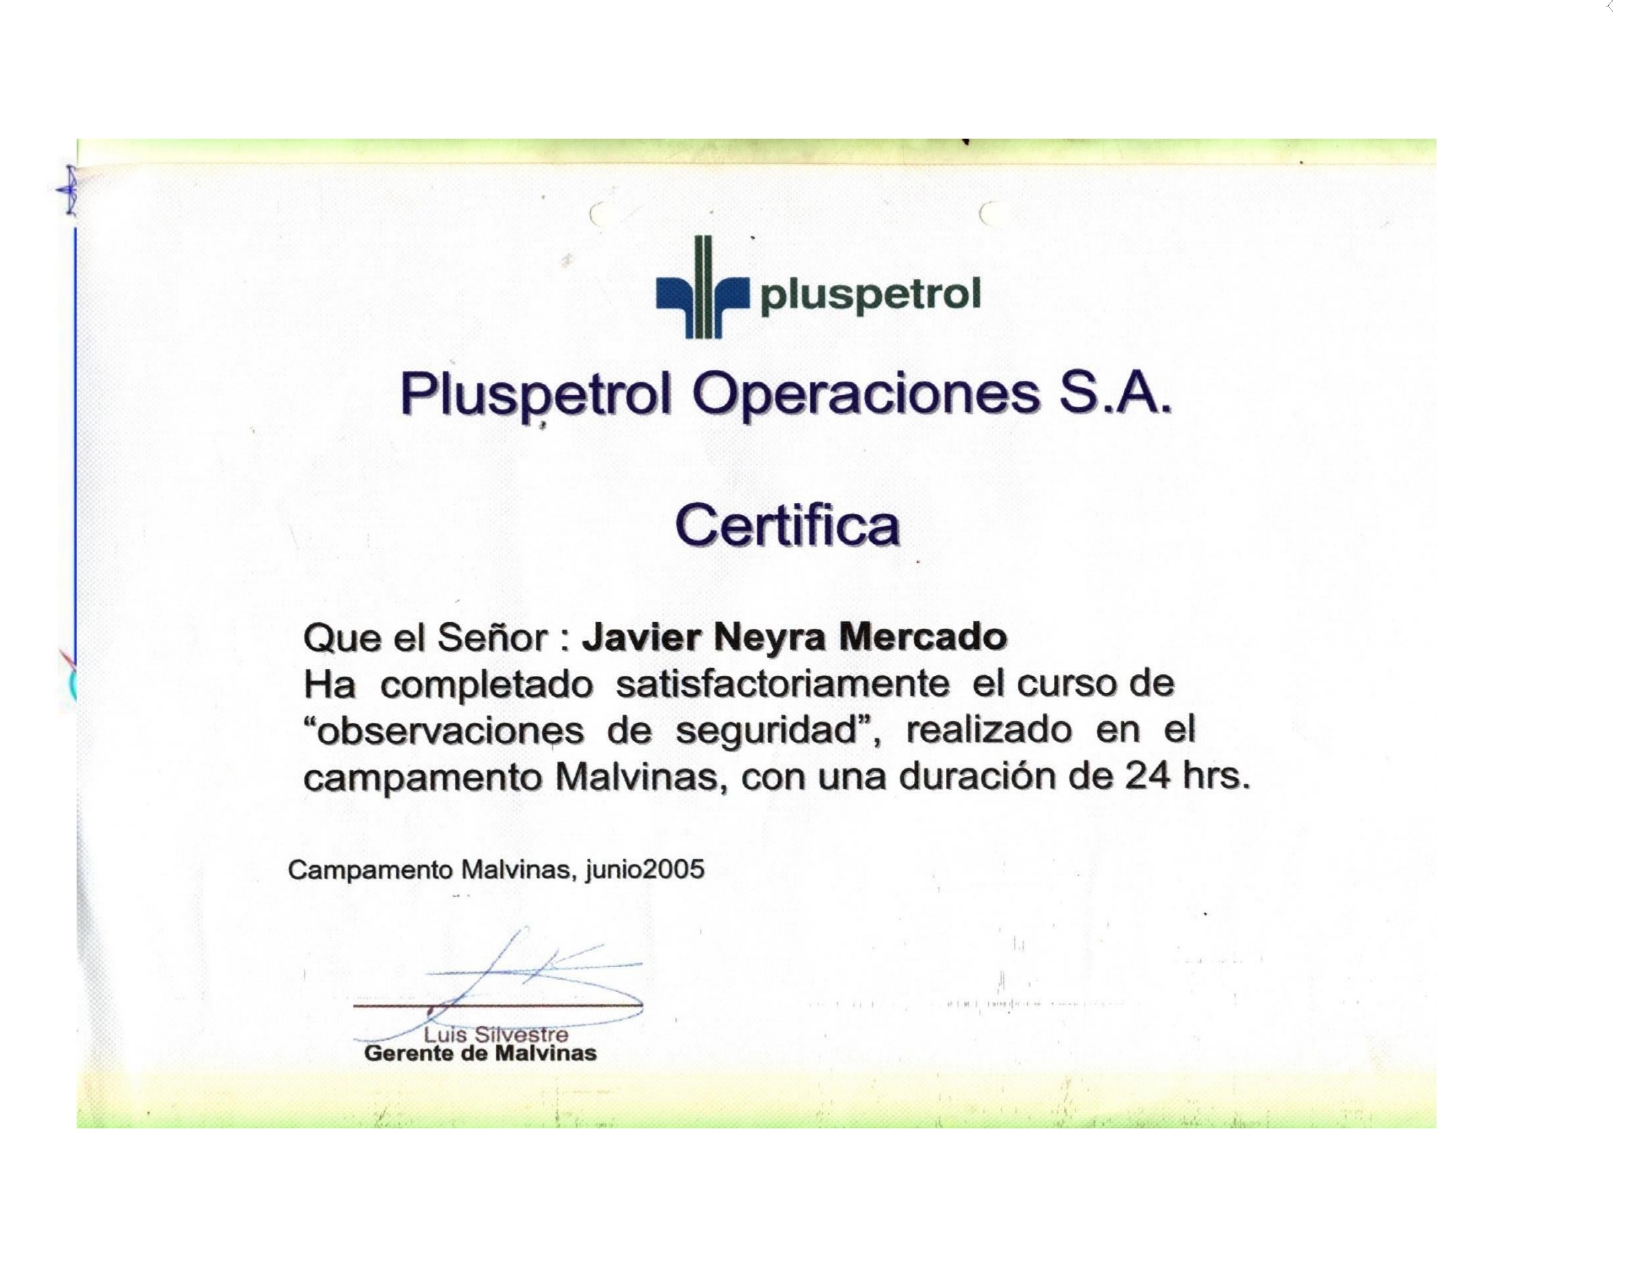 pluspetrol
Pluspetrol Operaciones S.A.
Certifica
Que el Señor : Javier Neyra Mercado
Ha completado satisfactoriamente el curso de
“observaciones de seguridad”, realizado en el
campamento Malvinas, con una duración de 24 hrs.
Campamento Malvinas, junio2005
Luis Silvestre
Gerente de Malvinas